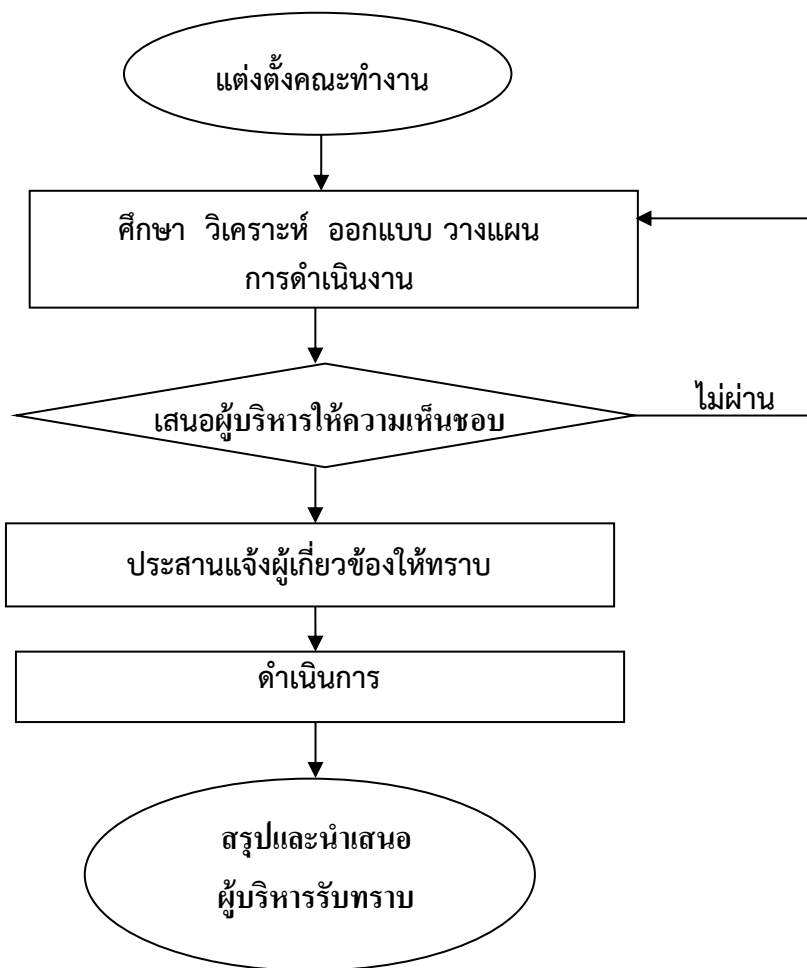 แต่งตั้งคณะทำงาน
ศึกษา วิเคราะห์ ออกแบบ วางแผน
การดำเนินงาน
เสนอผู้บริหารให้ความเห็นชอบ
ไม่ผ่าน
ประสานแจ้งผู้เกี่ยวข้องให้ทราบ
ดำเนินการ
สรุปและนำเสนอ
ผู้บริหารรับทราบ